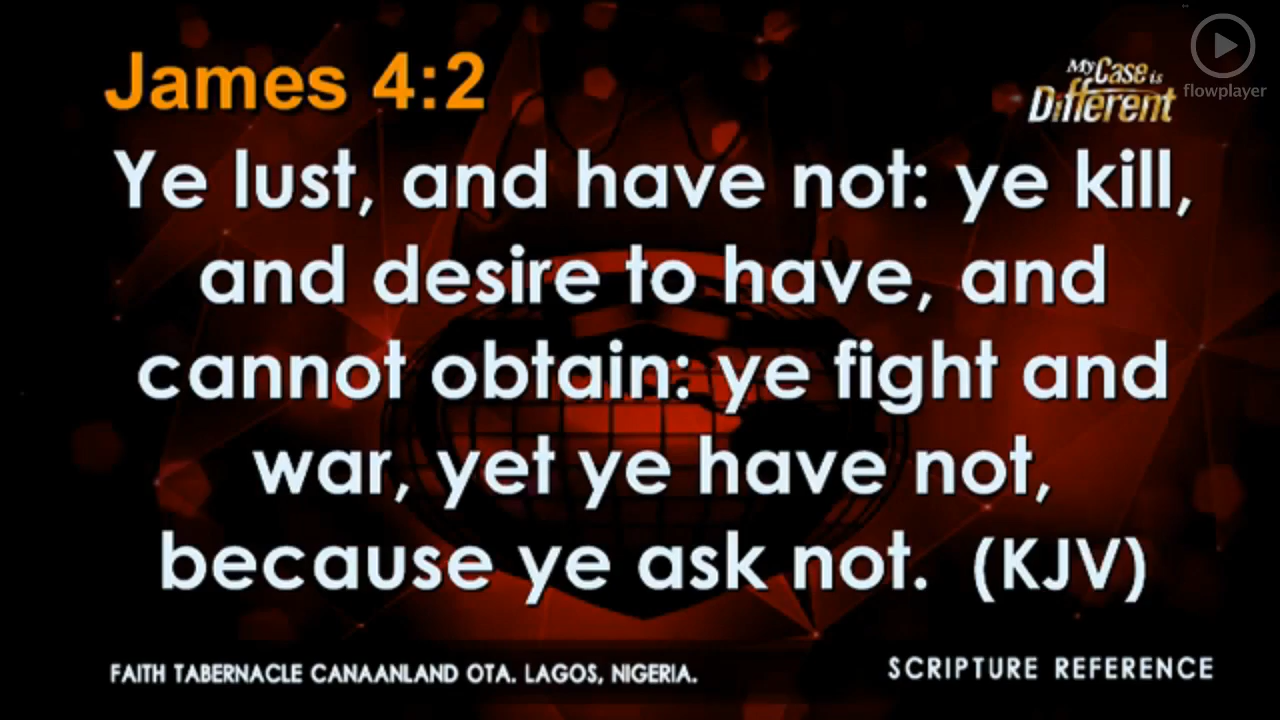 James 4:2
My Case is
Different
flowplayer
Ye lust, and have not: ye kill,
and desire to have, and
cannot obtain: ye fight and
war, yet ye have not,
because ye ask not. (KJV)
FAITH TABERNACLE CANAANLAND OTA. LAGOS, NIGERIA.
SCRIPTURE REFERENCE